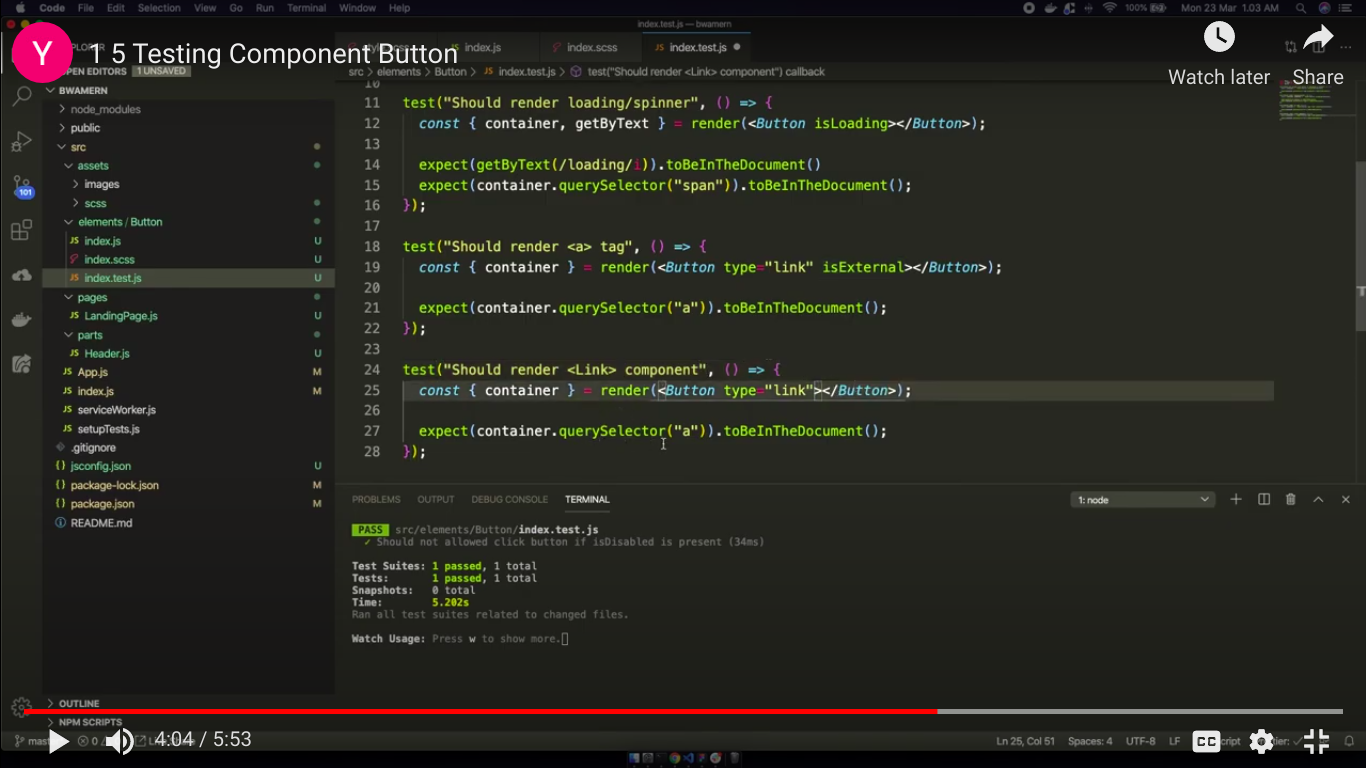 Code File Edit Selection View Go Run Terminal Window Help 100% Mon 23 Mar 1.03 AM
index.test.js — bwamern
Y
1 5 Testing Component Button
Watch later
Share
index.js
index.scss
index.test.js
OPEN EDITORS 1 UNSAVED
src > elements > Button > JS index.test.js > test("Should render <Link> component") callback
BWAMERN
node_modules
public
src
assets
images
scss
elements / Button
JS index.js U
index.scss U
JS index.test.js U
pages
JS LandingPage.js U
parts
JS Header.js U
JS App.js M
JS index.js M
JS serviceWorker.js
JS setupTests.js
.gitignore
{} jsconfig.json U
{} package-lock.json M
{} package.json M
README.md
101
10
11 test("Should render loading/spinner", () => {
12 const { container, getByText } = render(<Button isLoading></Button>);
13
14 expect(getByText(/loading/i)).toBeInTheDocument()
15 expect(container.querySelector("span")).toBeInTheDocument();
16 });
17
18 test("Should render <a> tag", () => {
19 const { container } = render(<Button type="link" isExternal></Button>);
20
21 expect(container.querySelector("a")).toBeInTheDocument();
22 });
23
24 test("Should render <Link> component", () => {
25 const { container } = render(<Button type="link"></Button>);
26
27 expect(container.querySelector("a")).toBeInTheDocument();
28 });
PROBLEMS OUTPUT DEBUG CONSOLE TERMINAL 1: node
PASS src/elements/Button/index.test.js
✓ Should not allowed click button if isDisabled is present (34ms)
Test Suites: 1 passed, 1 total
Tests: 1 passed, 1 total
Snapshots: 0 total
Time: 5.202s
Ran all test suites related to changed files.
Watch Usage: Press w to show more.
OUTLINE
NPM SCRIPTS
4:04 / 5:53
Ln 25, Col 51 Spaces: 4 UTF-8 LF
CC